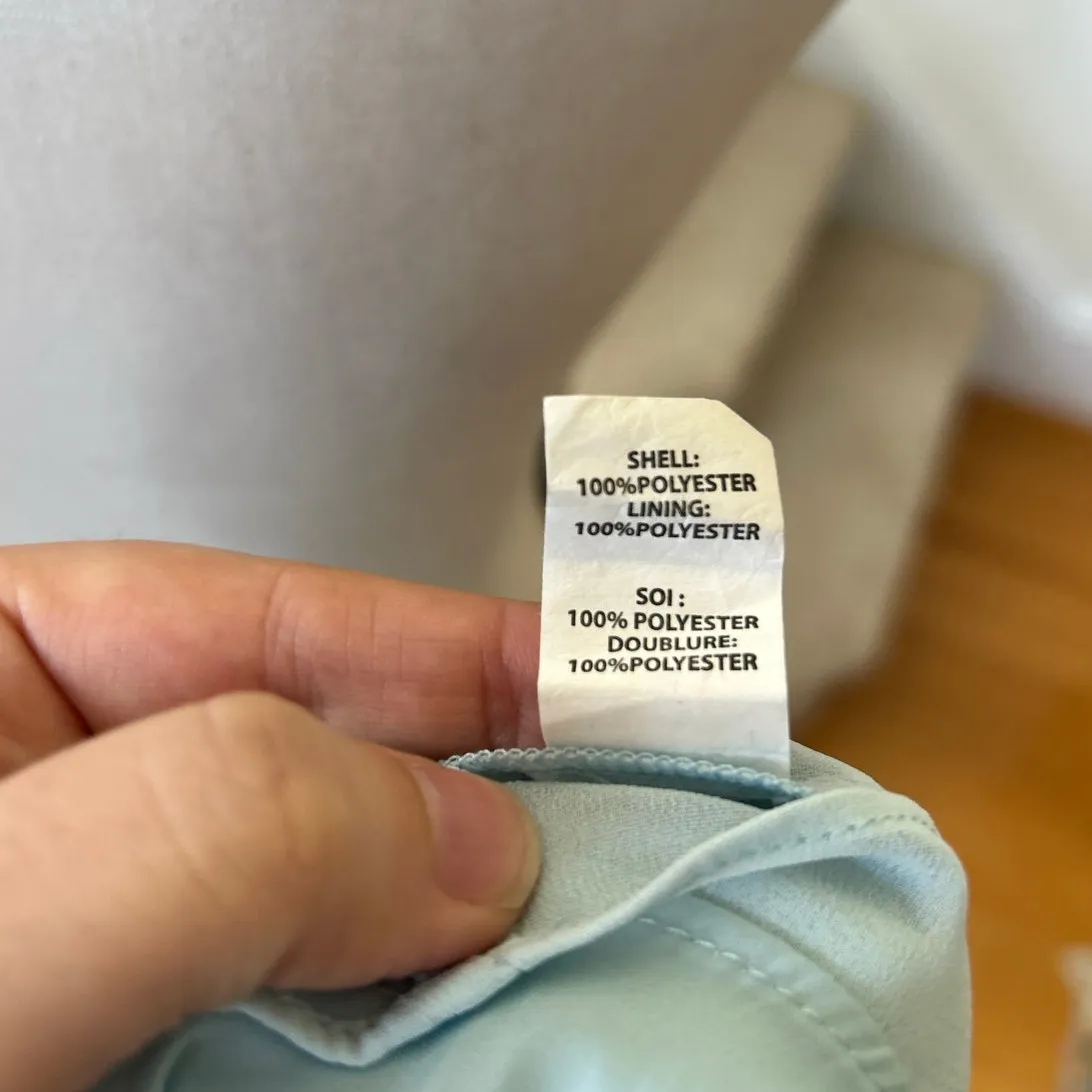 SHELL:
100%POLYESTER
LINING:
100%POLYESTER
SOI :
100% POLYESTER
DOUBLURE:
100%POLYESTER